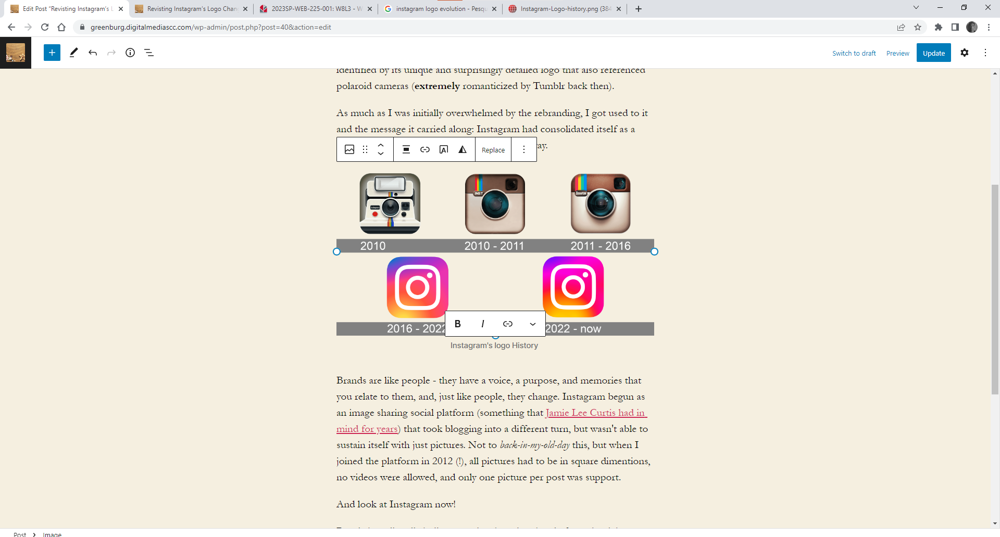 Edit Post “Revisting Instagram’s L
Revisting Instagram’s Logo Chan
2023SP-WEB-225-001: W8L3 - W
instagram logo evolution - Pesqu
Instagram-Logo-history.png (384
greenburg.digitalmediascc.com/wp-admin/post.php?post=40&action=edit
Switch to draft
Preview
Update
identified by its unique and surprisingly detailed logo that also referenced
polaroid cameras (extremely romanticized by Tumblr back then).
As much as I was initially overwhelmed by the rebranding, I got used to it
and the message it carried along: Instagram had consolidated itself as a
ay.
Replace
INST
Insta
2010
2010 - 2011
2011 - 2016
2016 - 2022
2022 - now
B I
Instagram's logo History
Brands are like people - they have a voice, a purpose, and memories that
you relate to them, and, just like people, they change. Instagram begun as
an image sharing social platform (something that Jamie Lee Curtis had in
mind for years) that took blogging into a different turn, but wasn't able to
sustain itself with just pictures. Not to back-in-my-old-day this, but when I
joined the platform in 2012 (!), all pictures had to be in square dimentions,
no videos were allowed, and only one picture per post was support.
And look at Instagram now!
Post
Image